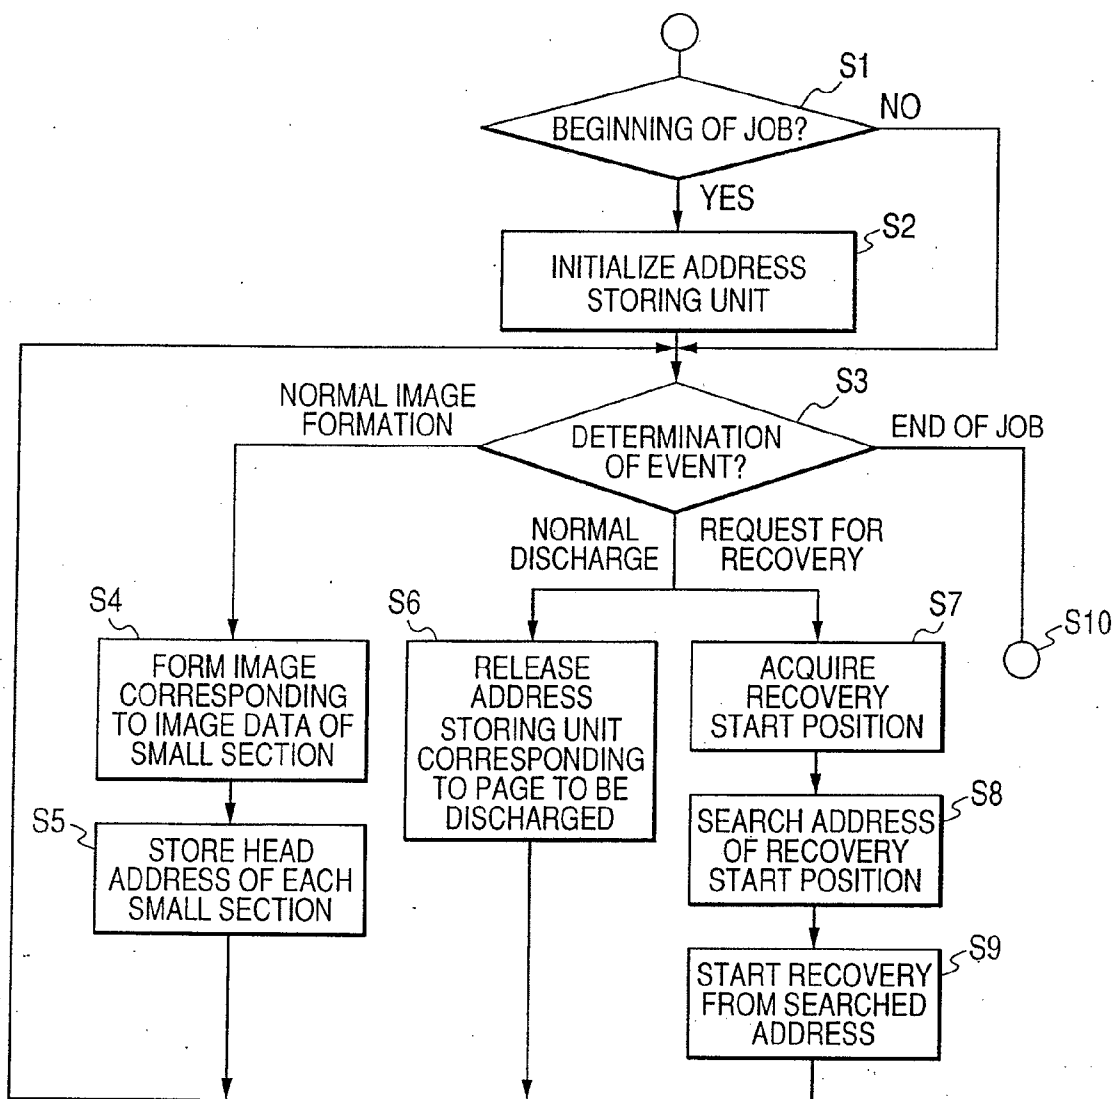 S1
BEGINNING OF JOB?
NO
YES
S2
INITIALIZE ADDRESS
STORING UNIT
S3
NORMAL IMAGE
FORMATION
DETERMINATION
OF EVENT?
END OF JOB
NORMAL
DISCHARGE
REQUEST FOR
RECOVERY
S4
FORM IMAGE
CORRESPONDING
TO IMAGE DATA OF
SMALL SECTION
S5
STORE HEAD
ADDRESS OF EACH
SMALL SECTION
S6
RELEASE
ADDRESS
STORING UNIT
CORRESPONDING
TO PAGE TO BE
DISCHARGED
S7
ACQUIRE
RECOVERY
START POSITION
S8
SEARCH ADDRESS
OF RECOVERY
START POSITION
S9
START RECOVERY
FROM SEARCHED
ADDRESS
S10